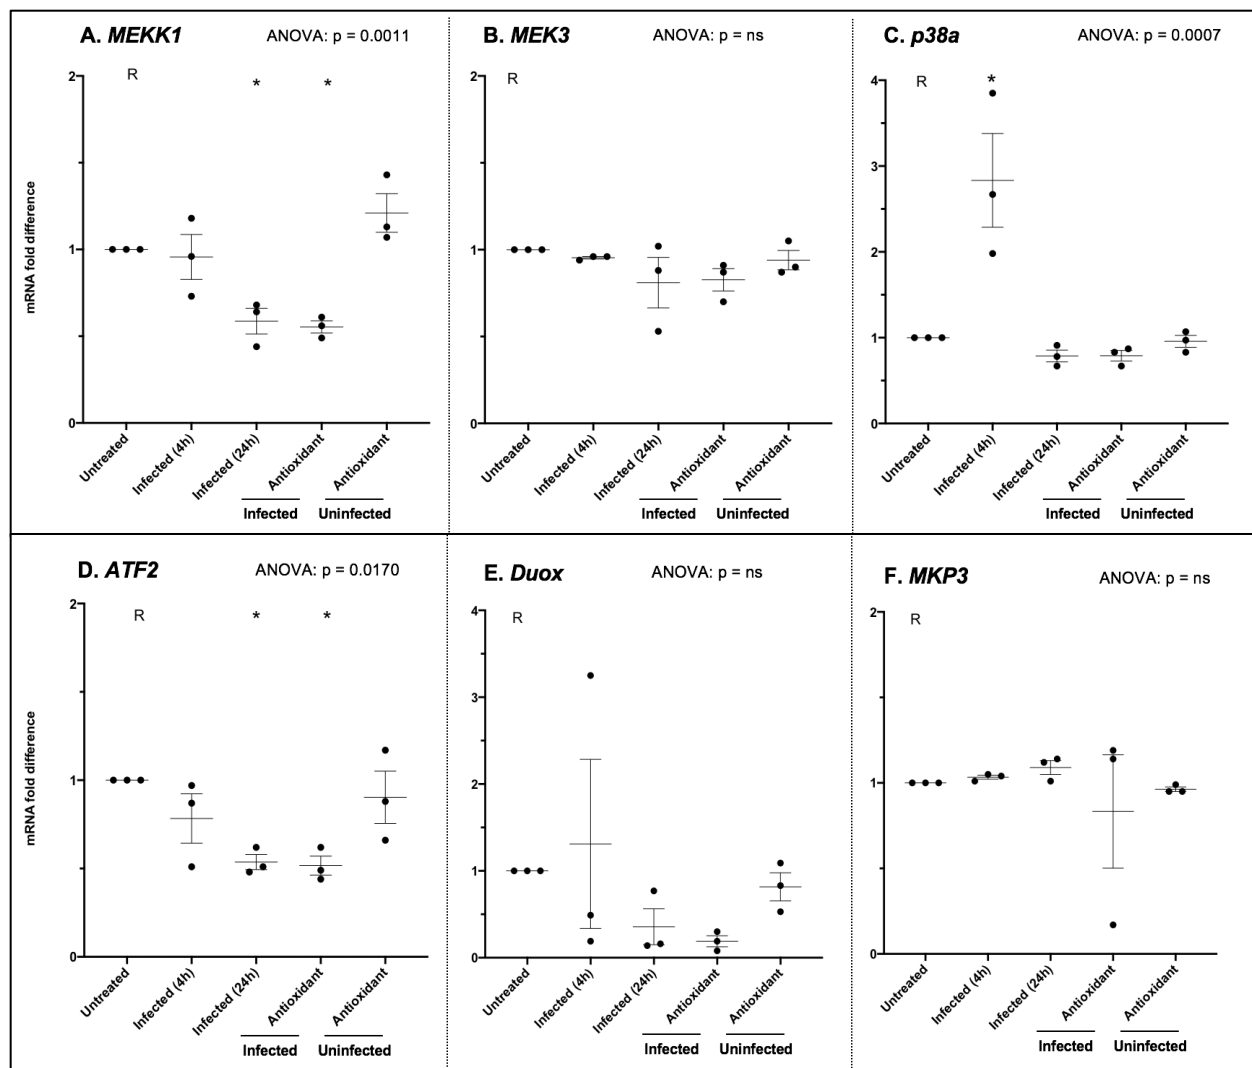 A. MEKK1 ANOVA: p = 0.0011
R * *
mRNA fold difference
2
1
0
Untreated
Infected (4h)
Infected (24h)
Antioxidant
Antioxidant
Infected Uninfected
B. MEK3 ANOVA: p = ns
R
2
1
0
Untreated
Infected (4h)
Infected (24h)
Antioxidant
Antioxidant
Infected Uninfected
C. p38a ANOVA: p = 0.0007
R *
4
3
2
1
0
Untreated
Infected (4h)
Infected (24h)
Antioxidant
Antioxidant
Infected Uninfected
D. ATF2 ANOVA: p = 0.0170
R * *
mRNA fold difference
2
1
0
Untreated
Infected (4h)
Infected (24h)
Antioxidant
Antioxidant
Infected Uninfected
E. Duox ANOVA: p = ns
R
4
3
2
1
0
Untreated
Infected (4h)
Infected (24h)
Antioxidant
Antioxidant
Infected Uninfected
F. MKP3 ANOVA: p = ns
R
2
1
0
Untreated
Infected (4h)
Infected (24h)
Antioxidant
Antioxidant
Infected Uninfected